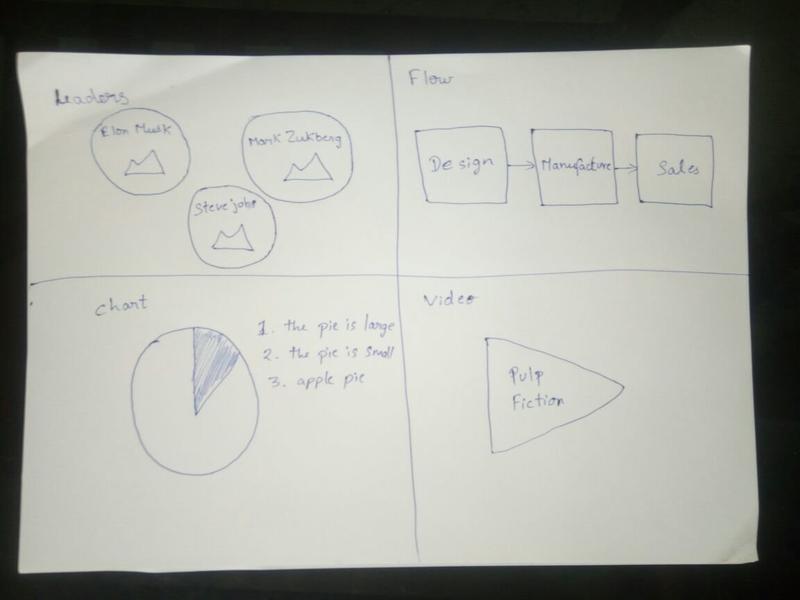 Leaders
Elon Musk
Mark Zukberg
Steve jobs
Flow
Design
Manufacture
Sales
Chart
1. the pie is large
2. the pie is small
3. apple pie
Video
Pulp
Fiction